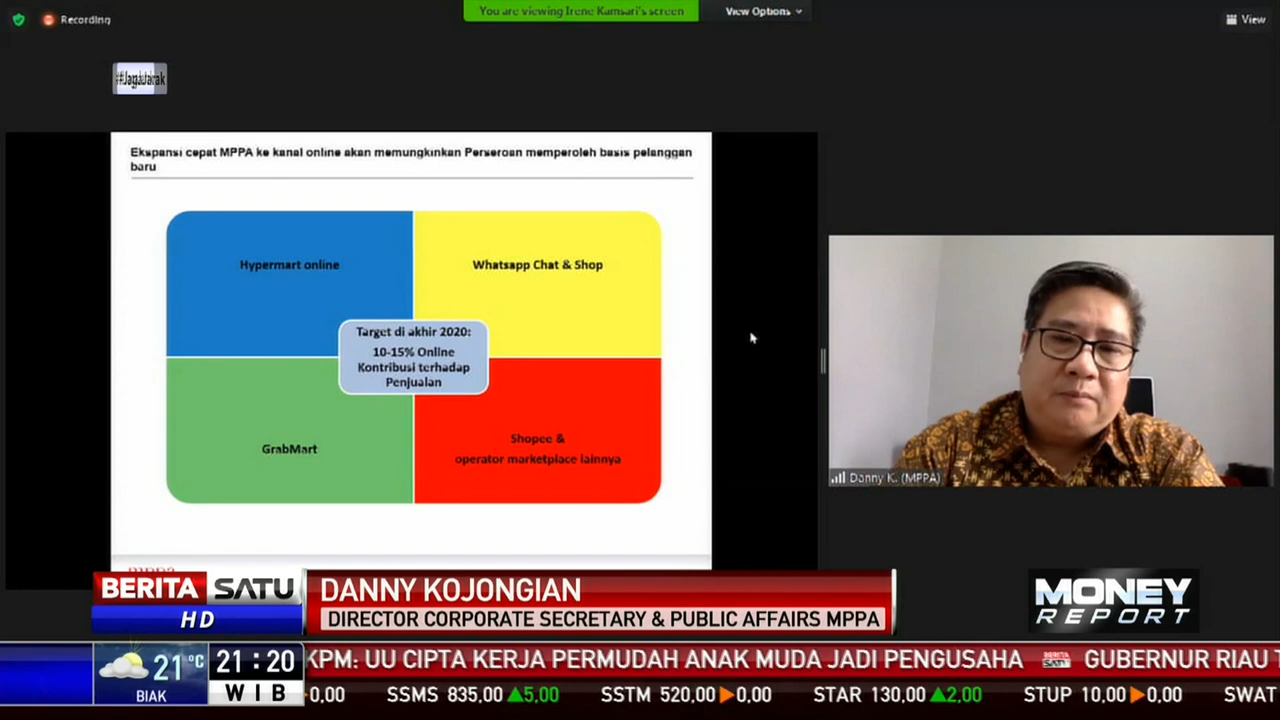 Recording
You are viewing Irene Kamsari's screen
View Options
View
#JagaJarak
Ekspansi cepat MPPA ke kanal online akan memungkinkan Perseroan memperoleh basis pelanggan
baru
Hypermart online
Whatsapp Chat & Shop
Target di akhir 2020:
10-15% Online
Kontribusi terhadap
Penjualan
GrabMart
Shopee &
operator marketplace lainnya
Danny K. (MPPA)
BERITA SATU
HD
DANNY KOJONGIAN
DIRECTOR CORPORATE SECRETARY & PUBLIC AFFAIRS MPPA
MONEY
REPORT
21°C
BIAK
21:20
WIB
KPM: UU CIPTA KERJA PERMUDAH ANAK MUDA JADI PENGUSAHA BERITA SATU GUBERNUR RIAU T
0,00 SSMS 835,00 ▲5,00 SSTM 520,00 ▶0,00 STAR 130,00 ▲2,00 STUP 10,00 ▶0,00 SWAT